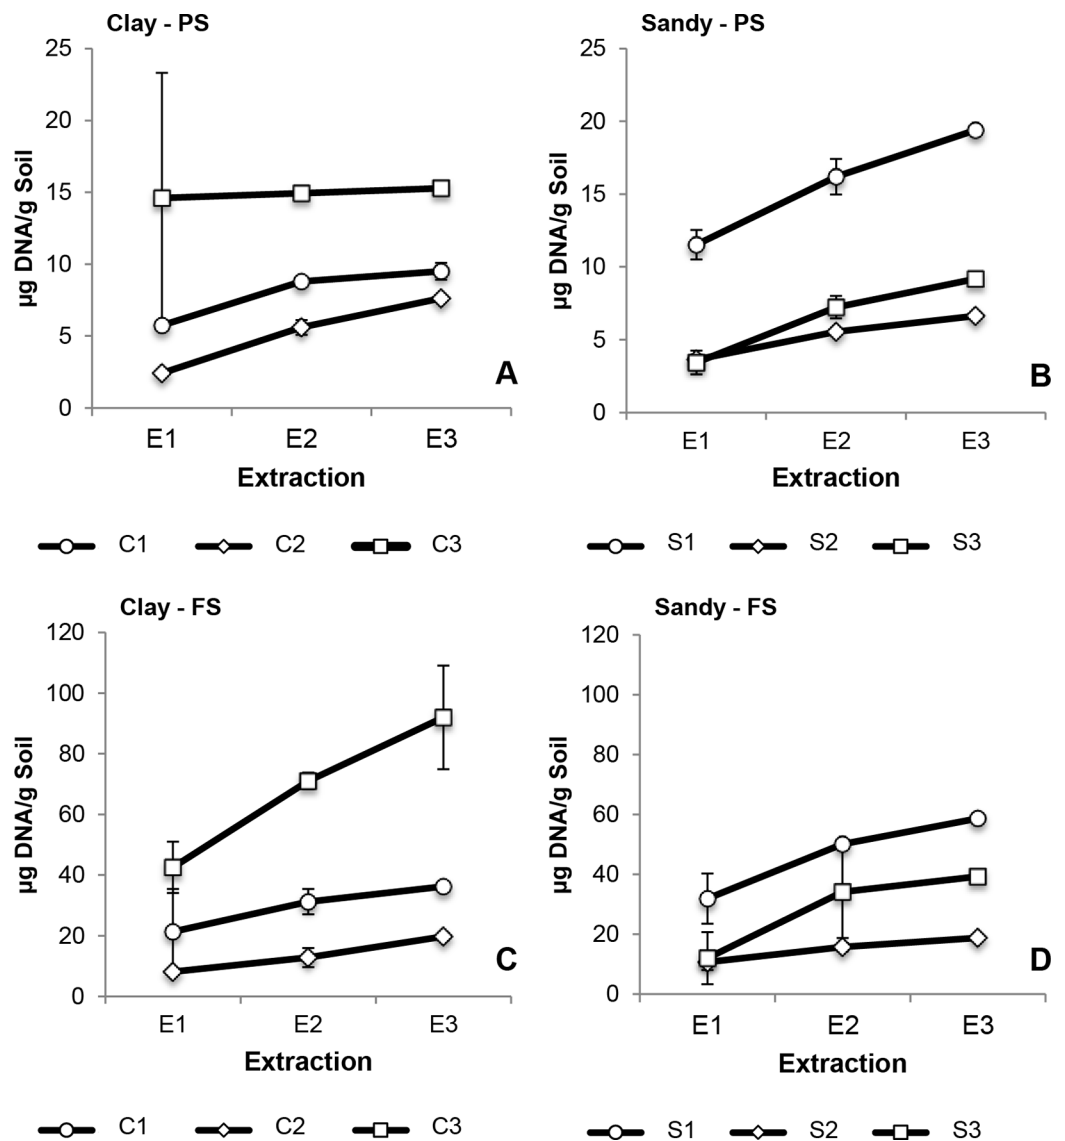 Clay - PS
25
20
15
10
5
0
µg DNA/g Soil
A
E1 E2 E3
Extraction
C1 C2 C3
Sandy - PS
25
20
15
10
5
0
µg DNA/g Soil
B
E1 E2 E3
Extraction
S1 S2 S3
Clay - FS
120
100
80
60
40
20
0
µg DNA/g Soil
C
E1 E2 E3
Extraction
C1 C2 C3
Sandy - FS
120
100
80
60
40
20
0
µg DNA/g Soil
D
E1 E2 E3
Extraction
S1 S2 S3